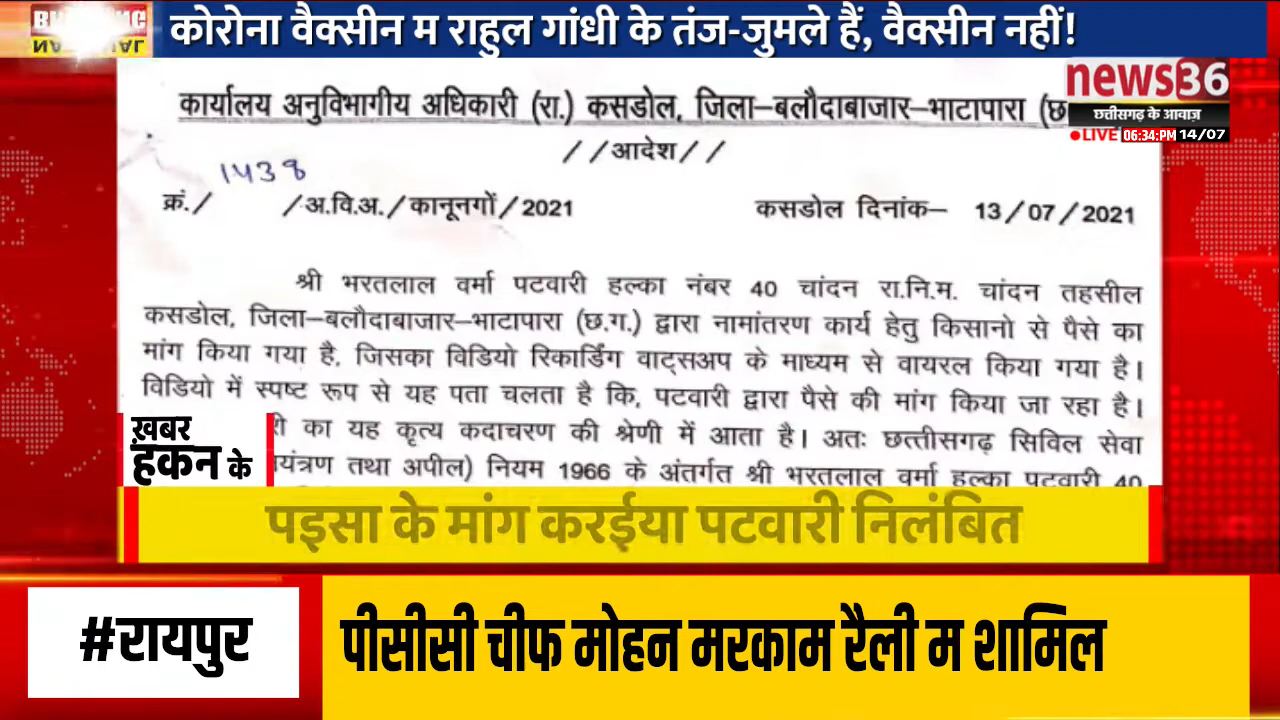 कोरोना वैक्सीन म राहुल गांधी के तंज-जुमले हैं, वैक्सीन नहीं!
news36
छत्तीसगढ़ के आवाज़
LIVE 06:34:PM 14/07
कार्यालय अनुविभागीय अधिकारी (रा.) कसडोल, जिला–बलौदाबाजार–भाटापारा (छ
//आदेश//
1438
क्रं./ /अ.वि.अ./कानूनगों/2021 कसडोल दिनांक– 13/07/2021
श्री भरतलाल वर्मा पटवारी हल्का नंबर 40 चांदन रा.नि.म. चांदन तहसील
कसडोल, जिला–बलौदाबाजार–भाटापारा (छ.ग.) द्वारा नामांतरण कार्य हेतु किसानो से पैसे का
मांग किया गया है, जिसका विडियो रिकार्डिंग वाट्सअप के माध्यम से वायरल किया गया है।
विडियो में स्पष्ट रूप से यह पता चलता है कि, पटवारी द्वारा पैसे की मांग किया जा रहा है।
का यह कृत्य कदाचरण की श्रेणी में आता है। अतः छत्तीसगढ़ सिविल सेवा
तथा अपील) नियम 1966 के अंतर्गत श्री भरतलाल वर्मा हल्का पटवारी 40
ख़बर
हकन के
पइसा के मांग करईया पटवारी निलंबित
#रायपुर
पीसीसी चीफ मोहन मरकाम रैली म शामिल